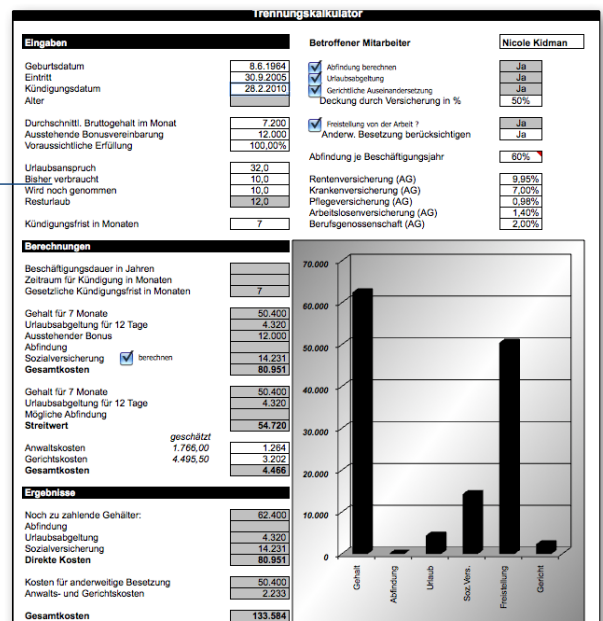 Trennungskalkulator
Eingaben
Betroffener Mitarbeiter Nicole Kidman
Geburtsdatum 8.6.1964
Eintritt 30.9.2005
Kündigungsdatum 28.2.2010
Alter
Abfindung berechnen Ja
Urlaubsabgeltung Ja
Gerichtliche Auseinandersetzung Ja
Deckung durch Versicherung in % 50%
Durchschnittl. Bruttogehalt im Monat 7.200
Ausstehende Bonusvereinbarung 12.000
Voraussichtliche Erfüllung 100,00%
Freistellung von der Arbeit ? Ja
Anderw. Besetzung berücksichtigen Ja
Abfindung je Beschäftigungsjahr 60%
Urlaubsanspruch 32,0
Bisher verbraucht 10,0
Wird noch genommen 10,0
Resturlaub 12,0
Kündigungsfrist in Monaten 7
Rentenversicherung (AG) 9,95%
Krankenversicherung (AG) 7,00%
Pflegeversicherung (AG) 0,98%
Arbeitslosenversicherung (AG) 1,40%
Berufsgenossenschaft (AG) 2,00%
Berechnungen
Beschäftigungsdauer in Jahren
Zeitraum für Kündigung in Monaten
Gesetzliche Kündigungsfrist in Monaten 7
Gehalt für 7 Monate 50.400
Urlaubsabgeltung für 12 Tage 4.320
Ausstehender Bonus 12.000
Abfindung
Sozialversicherung berechnen 14.231
Gesamtkosten 80.951
Gehalt für 7 Monate 50.400
Urlaubsabgeltung für 12 Tage 4.320
Mögliche Abfindung
Streitwert 54.720
geschätzt
Anwaltskosten 1.766,00 1.264
Gerichtskosten 4.495,50 3.202
Gesamtkosten 4.466
Ergebnisse
Noch zu zahlende Gehälter: 62.400
Abfindung
Urlaubsabgeltung 4.320
Sozialversicherung 14.231
Direkte Kosten 80.951
Kosten für anderweitige Besetzung 50.400
Anwalts- und Gerichtskosten 2.233
Gesamtkosten 133.584
70.000
60.000
50.000
40.000
30.000
20.000
10.000
0
Gehalt
Abfindung
Urlaub
Soz.Vers.
Freistellung
Gericht